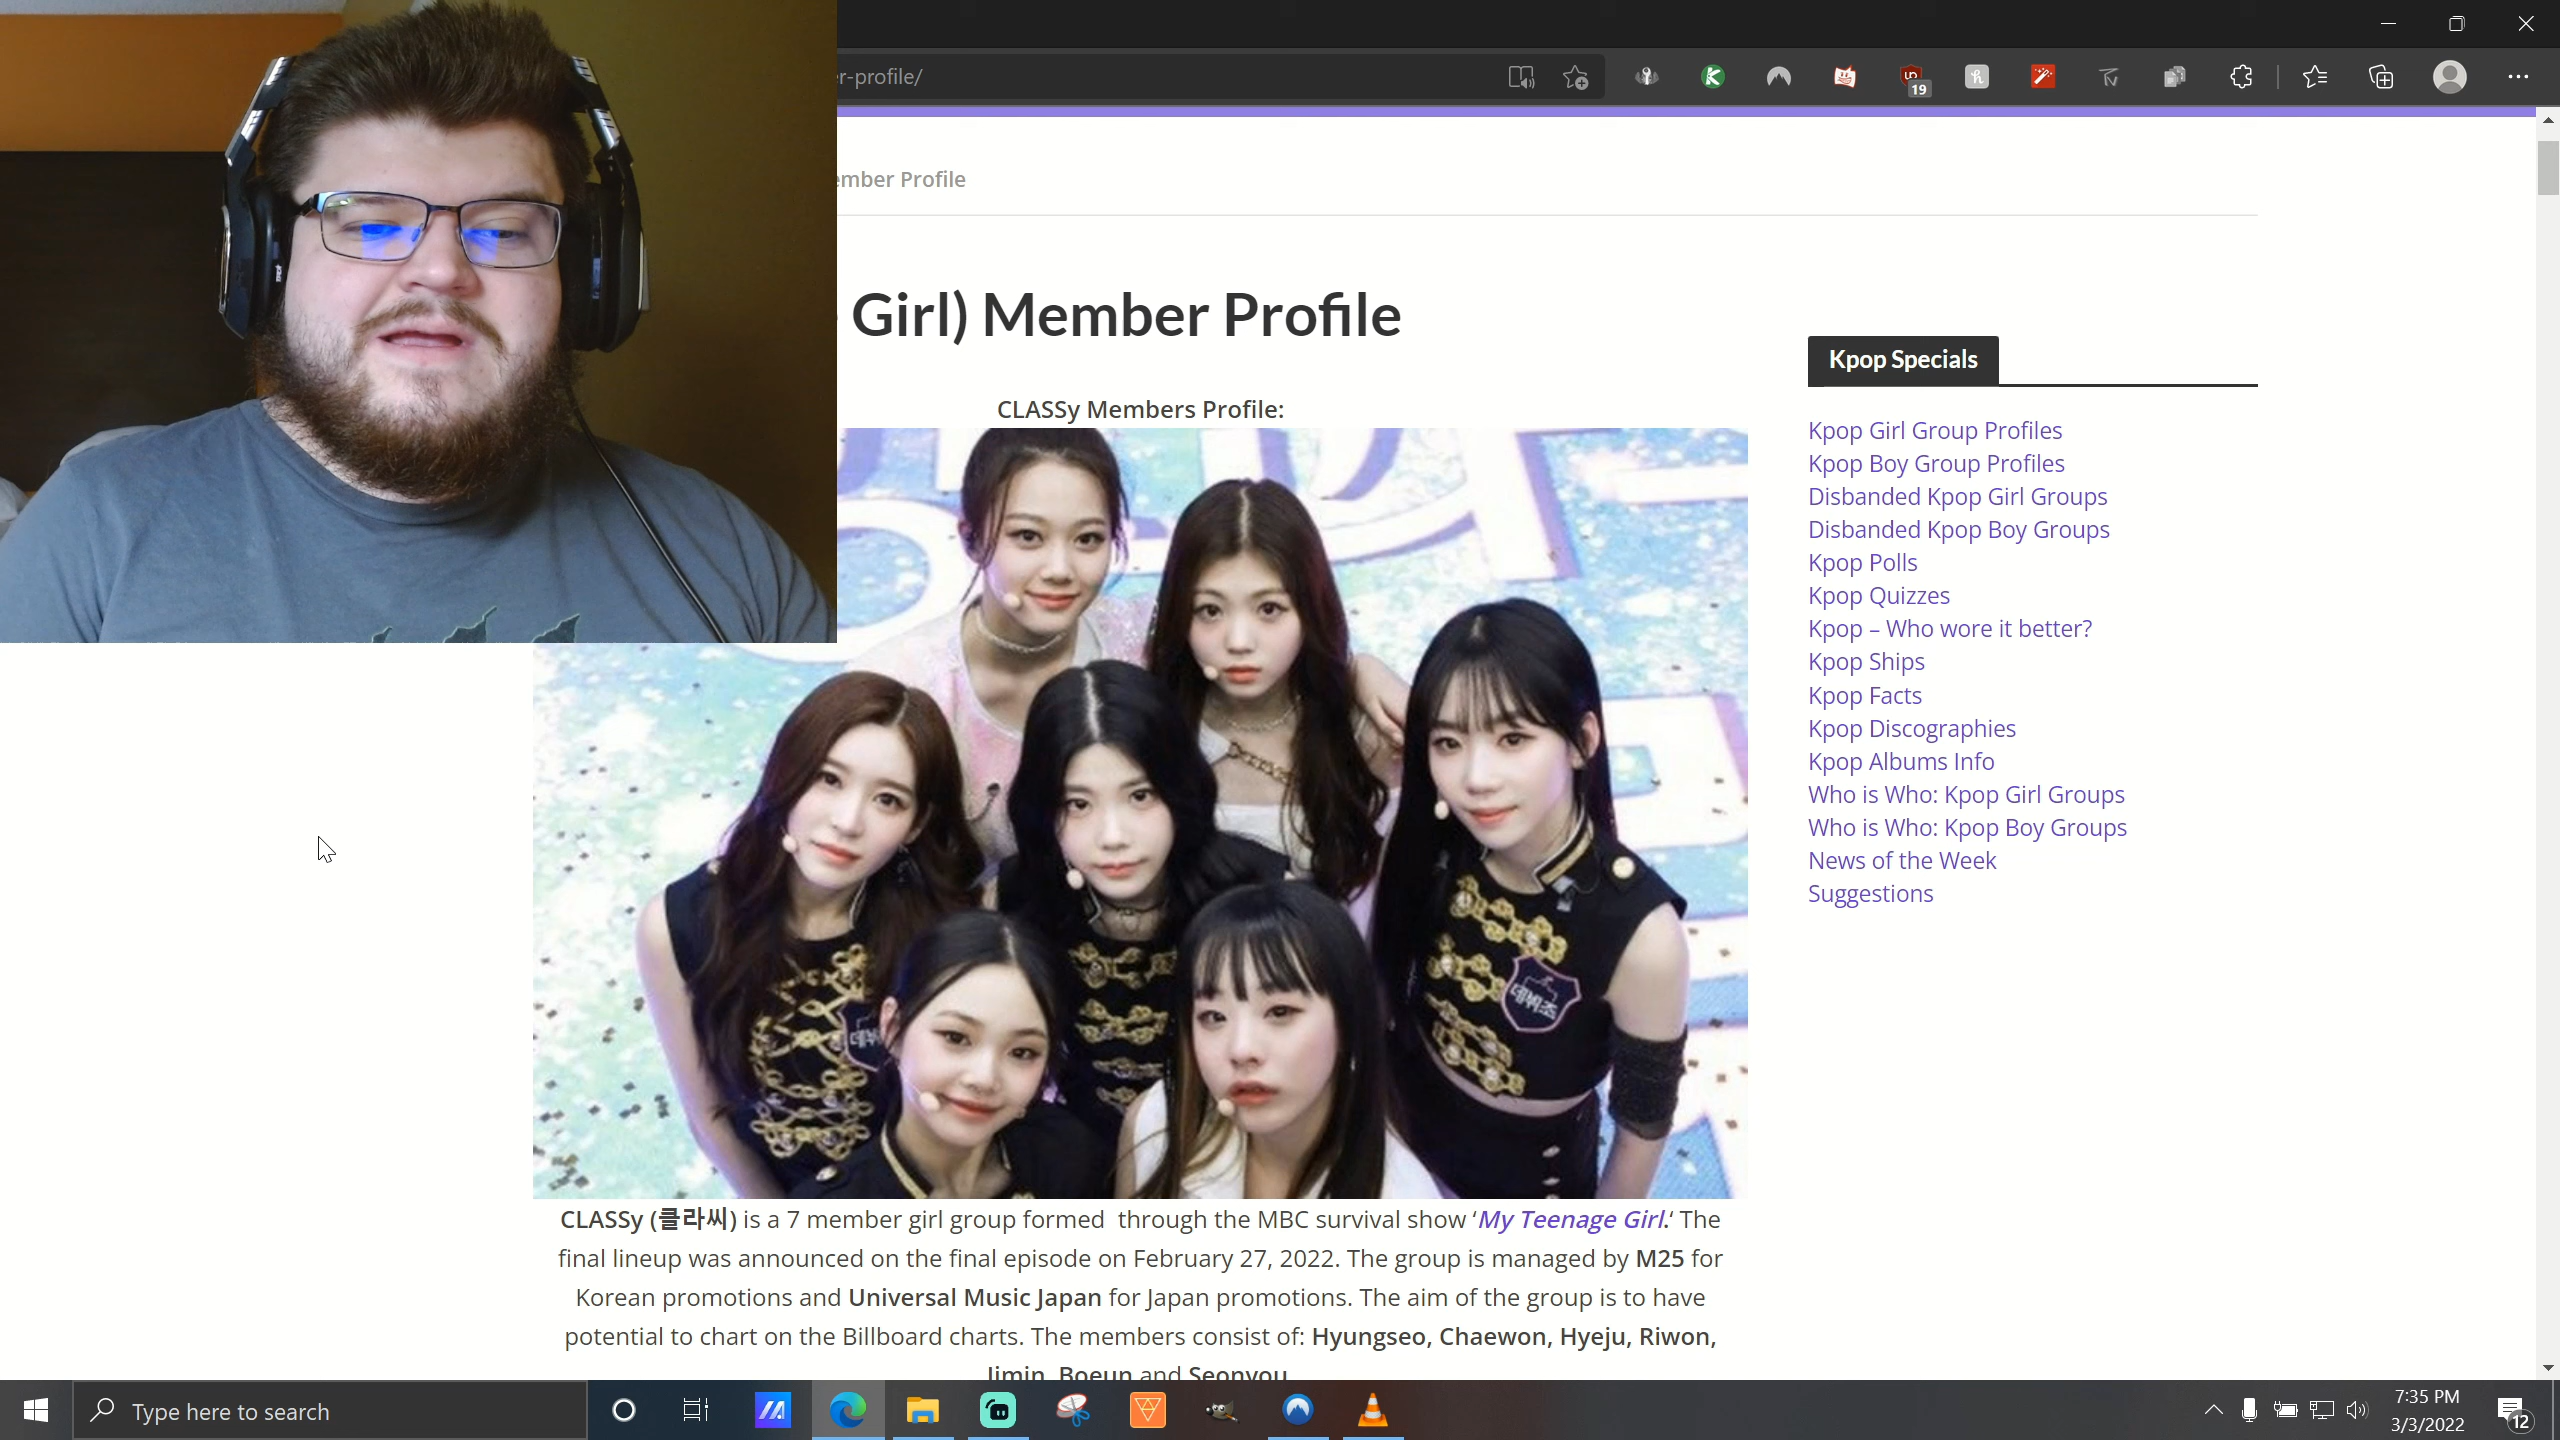 r-profile/
19
ember Profile
Girl) Member Profile
Kpop Specials
CLASSy Members Profile:
Kpop Girl Group Profiles
Kpop Boy Group Profiles
Disbanded Kpop Girl Groups
Disbanded Kpop Boy Groups
Kpop Polls
Kpop Quizzes
Kpop – Who wore it better?
Kpop Ships
Kpop Facts
Kpop Discographies
Kpop Albums Info
Who is Who: Kpop Girl Groups
Who is Who: Kpop Boy Groups
News of the Week
Suggestions
데뷔조
CLASSy (클라씨) is a 7 member girl group formed through the MBC survival show ‘My Teenage Girl.‘ The
final lineup was announced on the final episode on February 27, 2022. The group is managed by M25 for
Korean promotions and Universal Music Japan for Japan promotions. The aim of the group is to have
potential to chart on the Billboard charts. The members consist of: Hyungseo, Chaewon, Hyeju, Riwon,
Jimin, Boeun and Seonyou
Type here to search
7:35 PM
3/3/2022
12